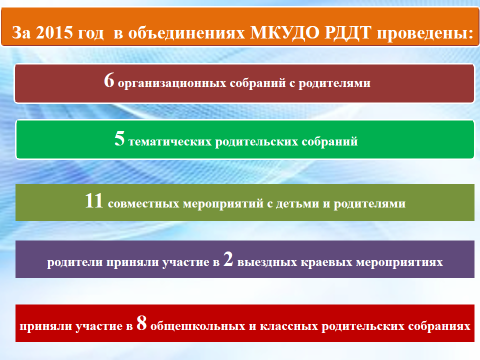 За 2015 год в объединениях МКУДО РДДТ проведены:
6 организационных собраний с родителями
5 тематических родительских собраний
11 совместных мероприятий с детьми и родителями
родители приняли участие в 2 выездных краевых мероприятиях
приняли участие в 8 общешкольных и классных родительских собраниях